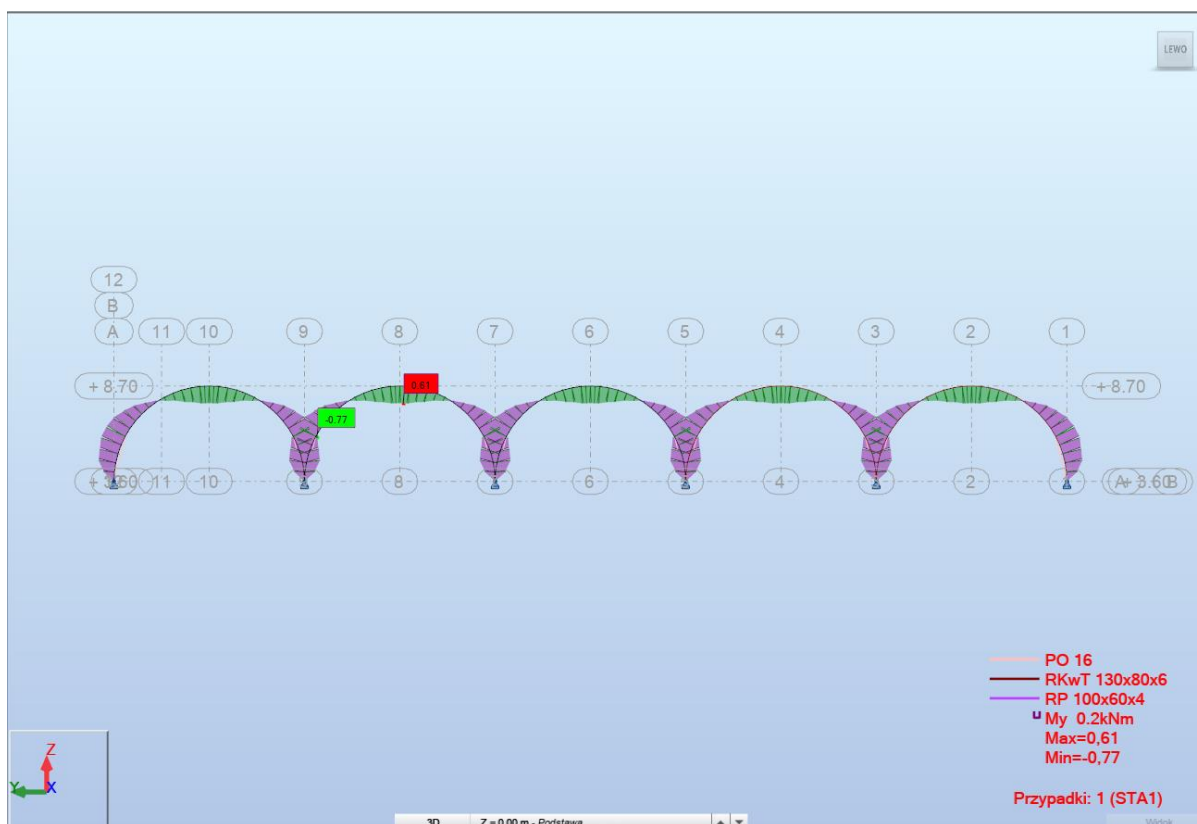 LEWO
12
B
A 11 10 9 8 7 6 5 4 3 2 1
+ 8.70 + 8.70
0.61
-0.77
11 10 8 6 4 2 A B
PO 16
RKwT 130x80x6
RP 100x60x4
My 0.2kNm
Max=0,61
Min=-0,77
Przypadki: 1 (STA1)
Z
Y X
3D Z = 0.00 m - Podstawa
Widok